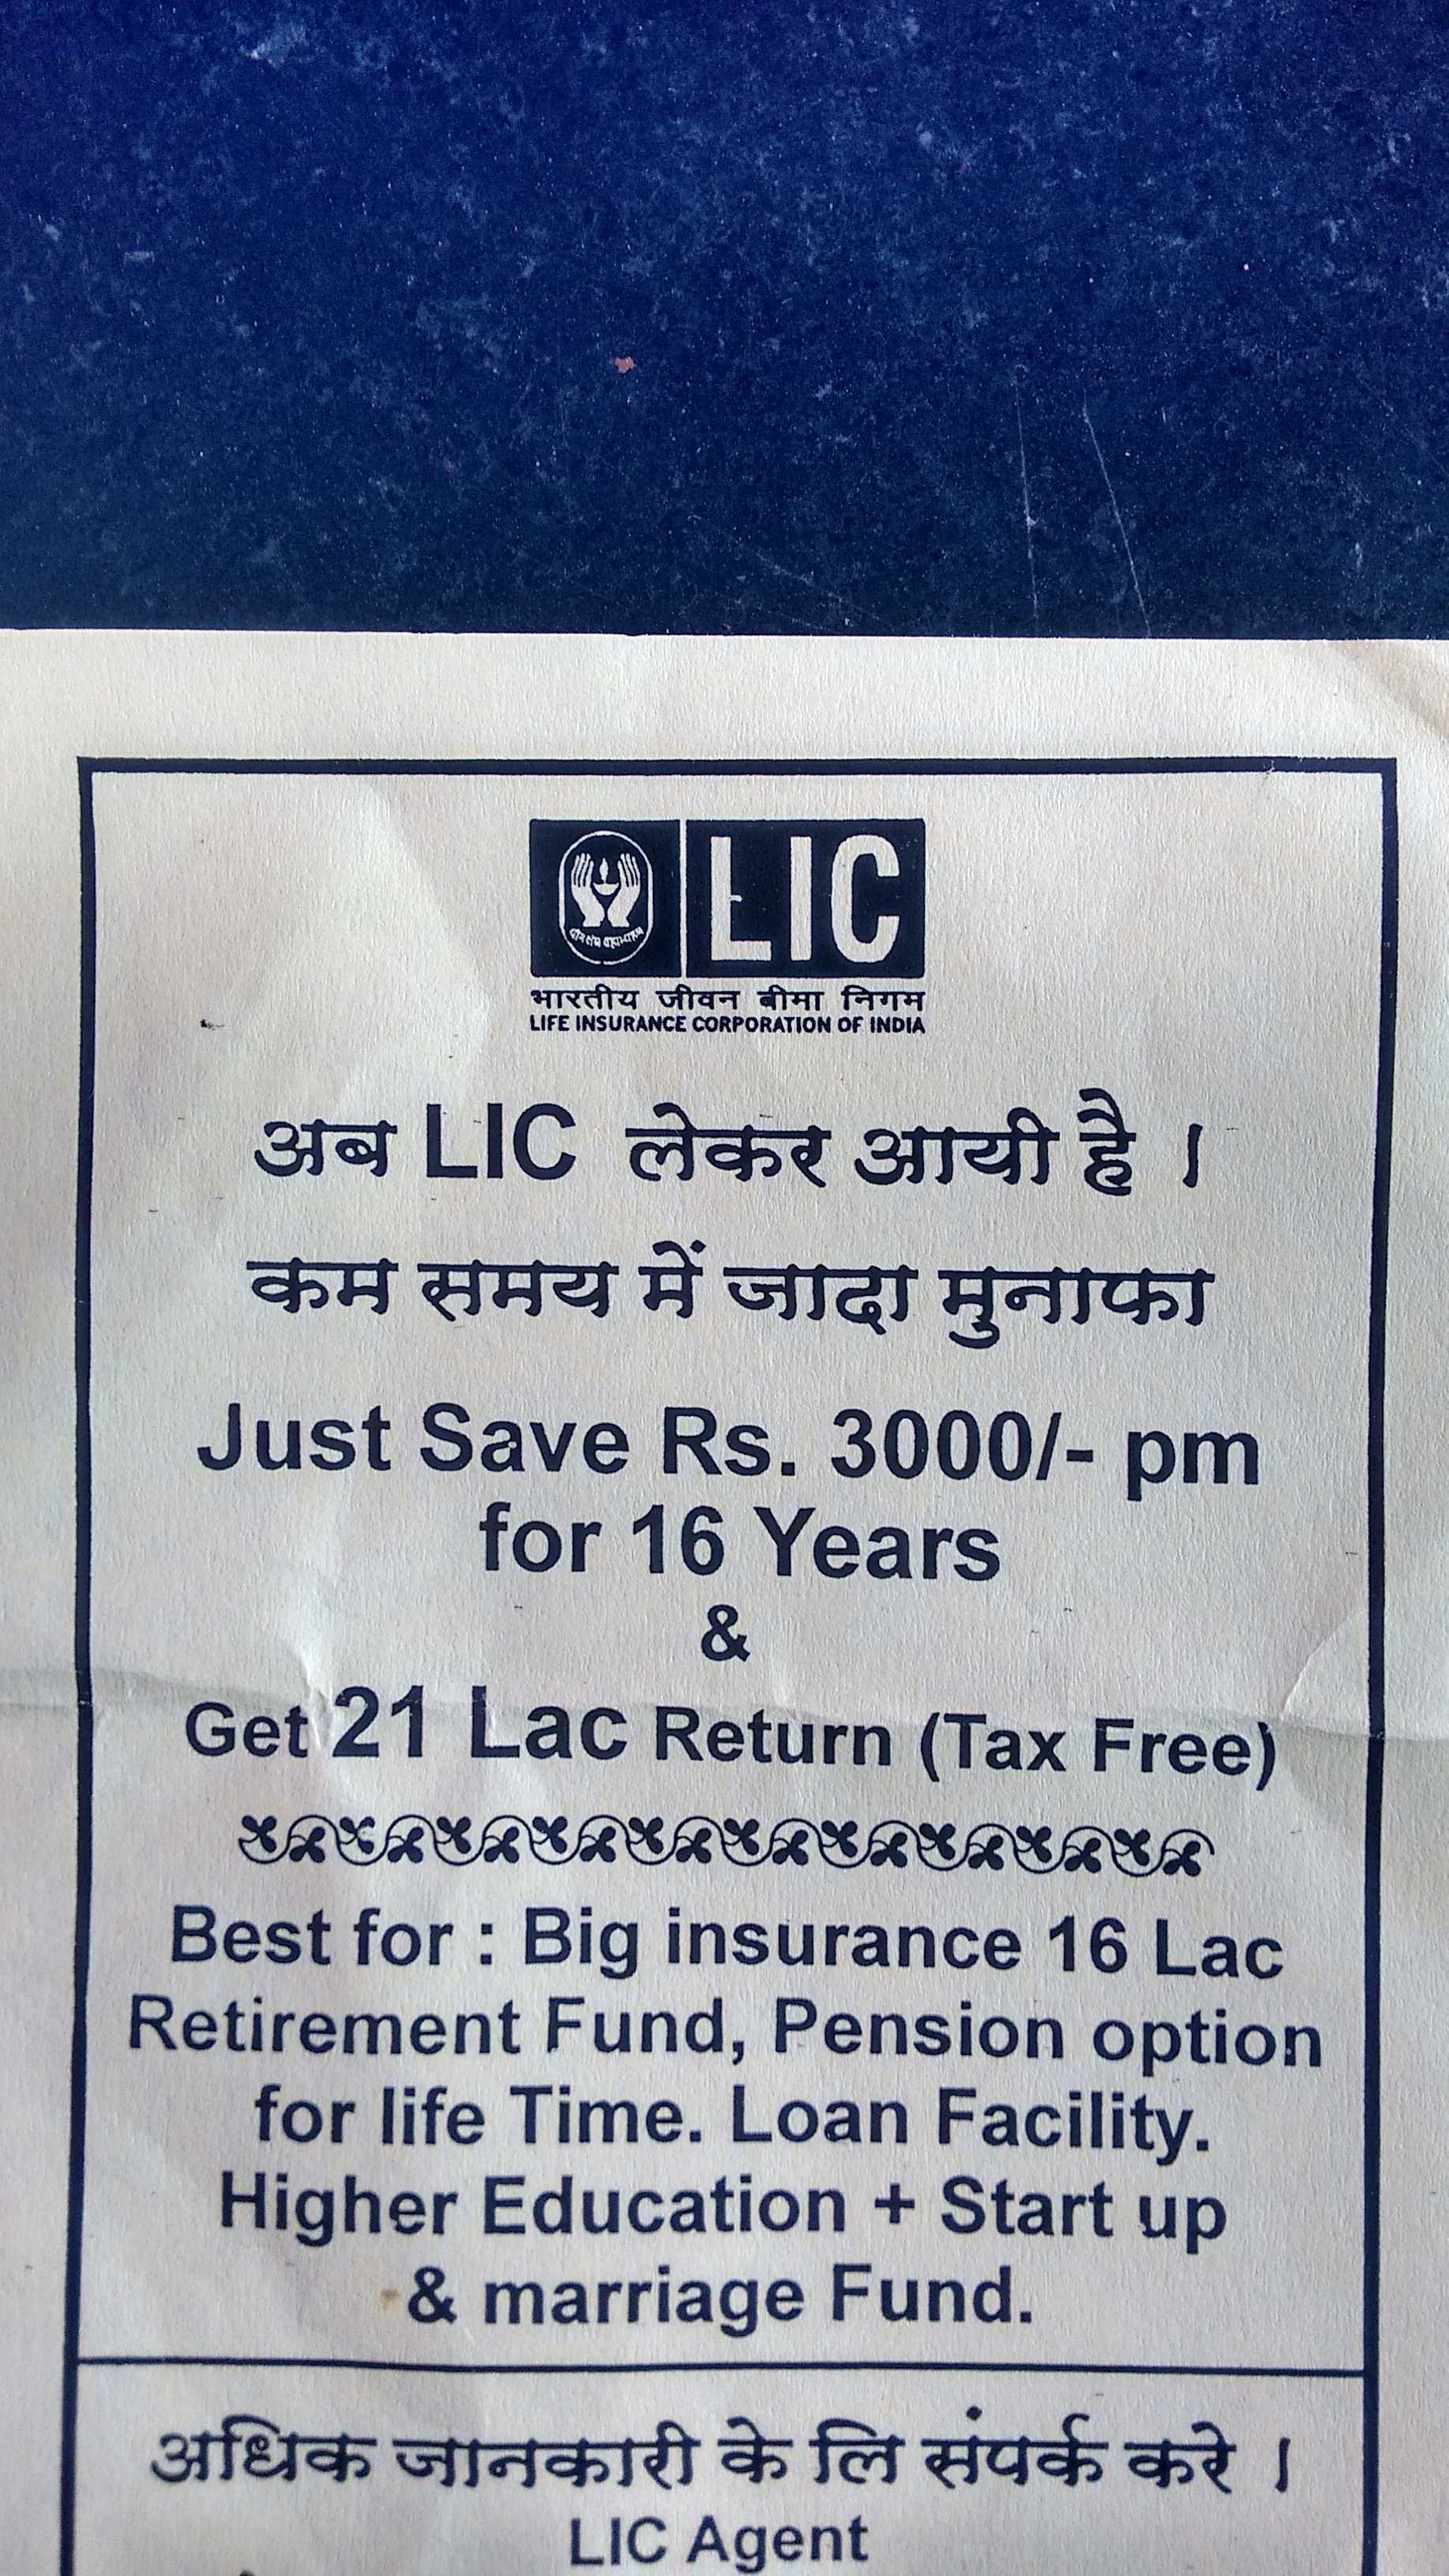 LIC
भारतीय जीवन बीमा निगम
LIFE INSURANCE CORPORATION OF INDIA
अब LIC लेकर आयी है ।
कम समय में जादा मुनाफा
Just Save Rs. 3000/- pm
for 16 Years
&
Get 21 Lac Return (Tax Free)
Best for : Big insurance 16 Lac
Retirement Fund, Pension option
for life Time. Loan Facility.
Higher Education + Start up
& marriage Fund.
अधिक जानकारी के लि संपर्क करे ।
LIC Agent